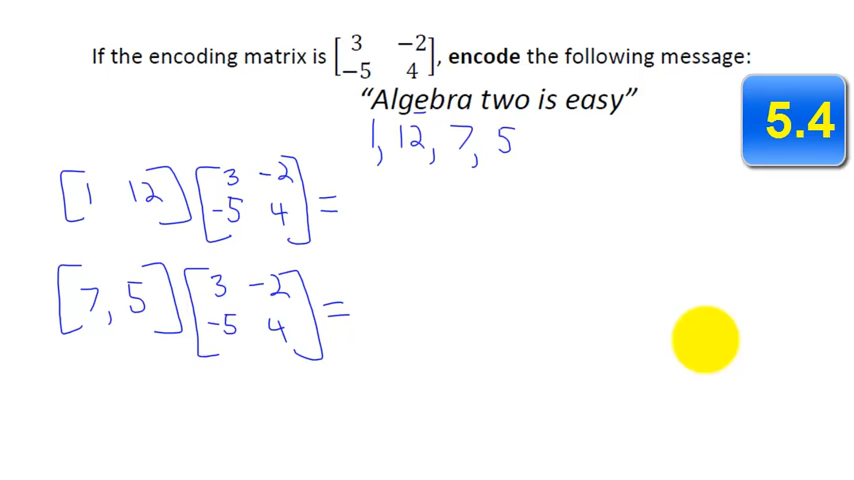 If the encoding matrix is [3 −2
−5 4], encode the following message:
“Algebra two is easy”
5.4
1, 12, 7, 5
[1 12] [3 -2
-5 4] =
[7, 5] [3 -2
-5 4] =